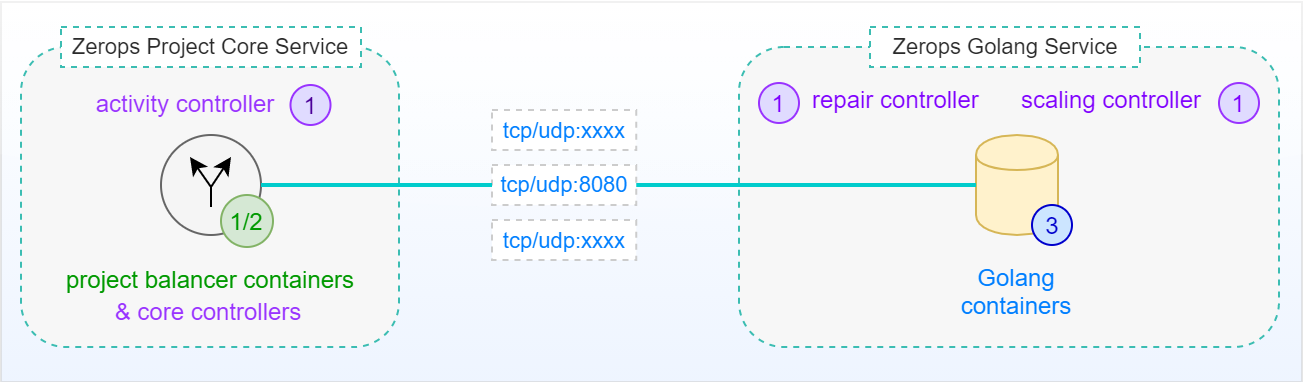 Zerops Project Core Service
activity controller
1
1/2
project balancer containers
& core controllers
tcp/udp:xxxx
tcp/udp:8080
tcp/udp:xxxx
Zerops Golang Service
1
repair controller
scaling controller
1
3
Golang
containers